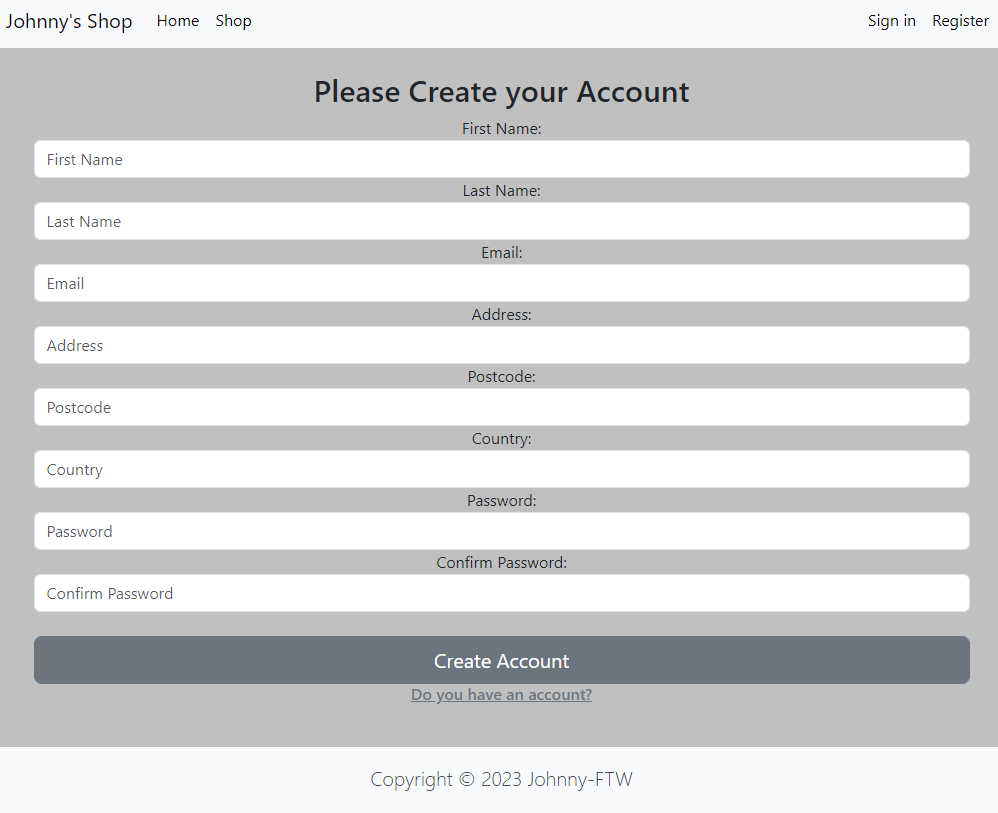 Johnny's Shop Home Shop Sign in Register
Please Create your Account
First Name:
First Name
Last Name:
Last Name
Email:
Email
Address:
Address
Postcode:
Postcode
Country:
Country
Password:
Password
Confirm Password:
Confirm Password
Create Account
Do you have an account?
Copyright © 2023 Johnny-FTW